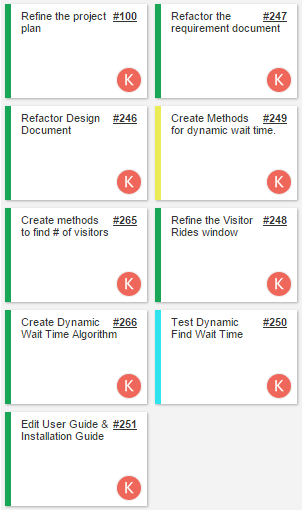 Refine the project #100
plan
K
Refactor the #247
requirement document
K
Refactor Design #246
Document
K
Create Methods #249
for dynamic wait time.
K
Create methods #265
to find # of visitors
K
Refine the Visitor #248
Rides window
K
Create Dynamic #266
Wait Time Algorithm
K
Test Dynamic #250
Find Wait Time
K
Edit User Guide & #251
Installation Guide
K